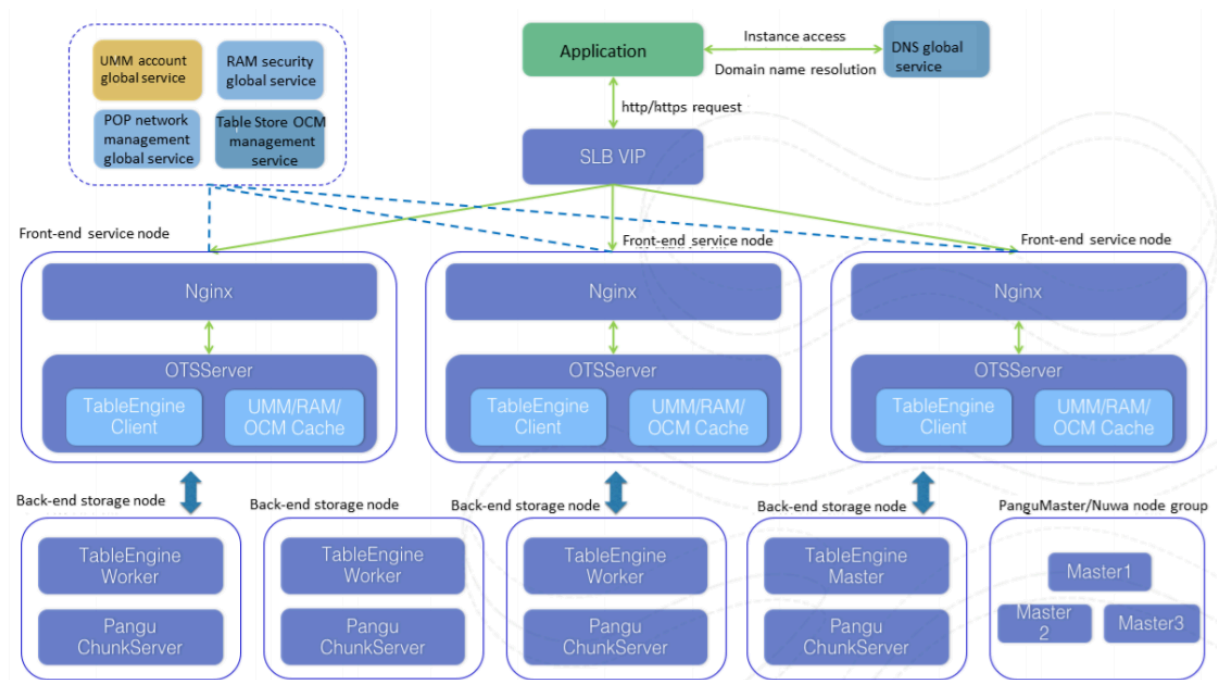 UMM account
global service
RAM security
global service
POP network
management
global service
Table Store OCM
management
service
Application
Instance access
Domain name resolution
DNS global
service
http/https request
SLB VIP
Front-end service node
Front-end service node
Front-end service node
Nginx
Nginx
Nginx
OTSServer
TableEngine
Client
UMM/RAM/
OCM Cache
OTSServer
TableEngine
Client
UMM/RAM/
OCM Cache
OTSServer
TableEngine
Client
UMM/RAM/
OCM Cache
Back-end storage node
Back-end storage node
Back-end storage node
Back-end storage node
PanguMaster/Nuwa node group
TableEngine
Worker
Pangu
ChunkServer
TableEngine
Worker
Pangu
ChunkServer
TableEngine
Worker
Pangu
ChunkServer
TableEngine
Master
Pangu
ChunkServer
Master1
Master
2
Master3